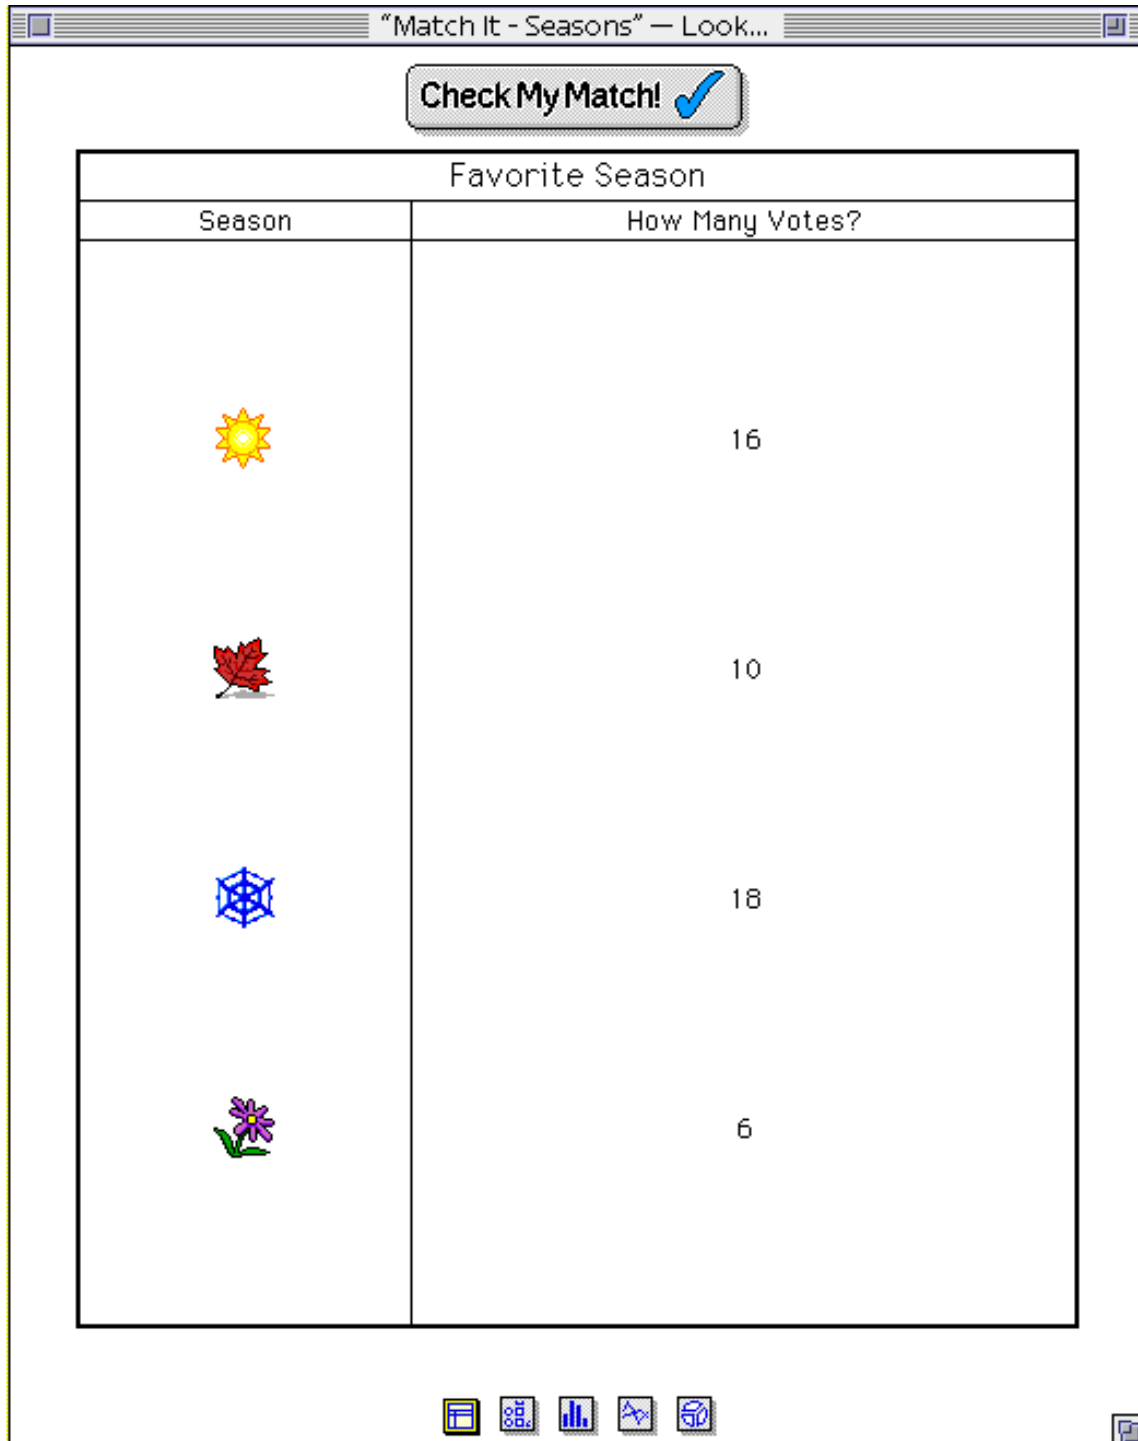 “Match It - Seasons” — Look...
Check My Match!
Favorite Season
Season How Many Votes?
16
10
18
6